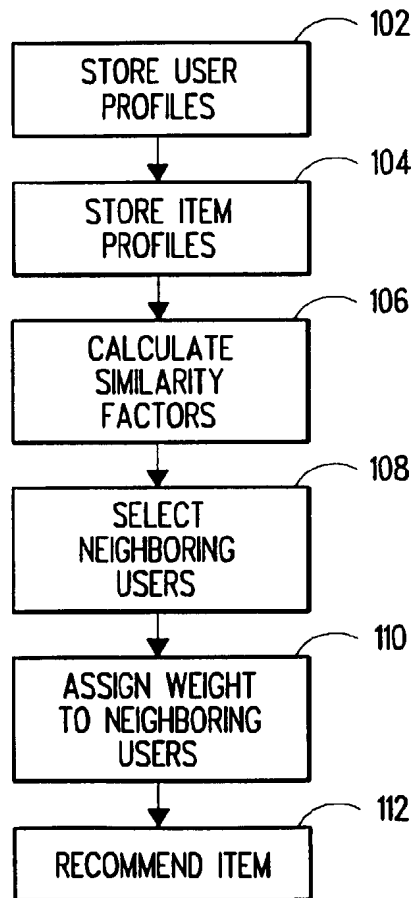 102
STORE USER
PROFILES
104
STORE ITEM
PROFILES
106
CALCULATE
SIMILARITY
FACTORS
108
SELECT
NEIGHBORING
USERS
110
ASSIGN WEIGHT
TO NEIGHBORING
USERS
112
RECOMMEND ITEM